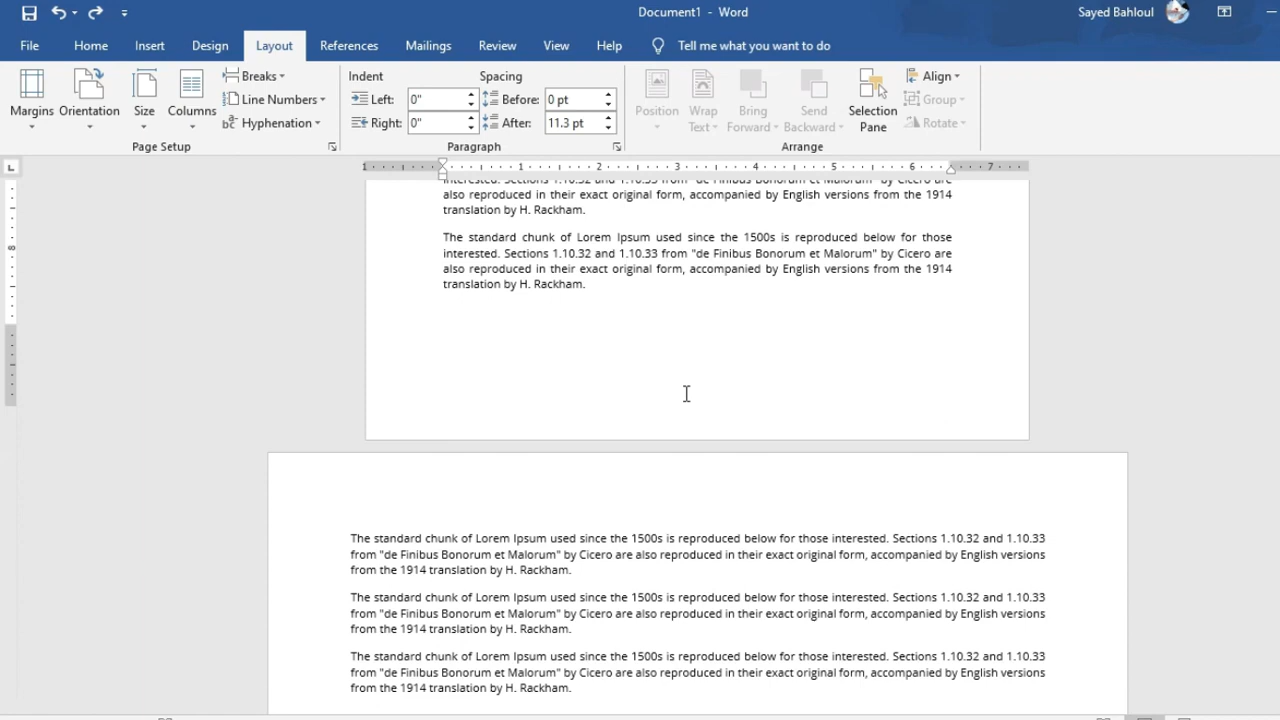 Document1 - Word
Sayed Bahloul
File Home Insert Design Layout References Mailings Review View Help Tell me what you want to do
Margins
Orientation
Size
Columns
Breaks
Line Numbers
Hyphenation
Page Setup
Indent
Left: 0"
Right: 0"
Spacing
Before: 0 pt
After: 11.3 pt
Paragraph
Position
Wrap
Text
Bring
Forward
Send
Backward
Selection
Pane
Align
Group
Rotate
Arrange
1 1 2 3 4 5 6 7
8
interested. Sections 1.10.32 and 1.10.33 from "de Finibus Bonorum et Malorum" by Cicero are
also reproduced in their exact original form, accompanied by English versions from the 1914
translation by H. Rackham.
The standard chunk of Lorem Ipsum used since the 1500s is reproduced below for those
interested. Sections 1.10.32 and 1.10.33 from "de Finibus Bonorum et Malorum" by Cicero are
also reproduced in their exact original form, accompanied by English versions from the 1914
translation by H. Rackham.
The standard chunk of Lorem Ipsum used since the 1500s is reproduced below for those interested. Sections 1.10.32 and 1.10.33
from "de Finibus Bonorum et Malorum" by Cicero are also reproduced in their exact original form, accompanied by English versions
from the 1914 translation by H. Rackham.
The standard chunk of Lorem Ipsum used since the 1500s is reproduced below for those interested. Sections 1.10.32 and 1.10.33
from "de Finibus Bonorum et Malorum" by Cicero are also reproduced in their exact original form, accompanied by English versions
from the 1914 translation by H. Rackham.
The standard chunk of Lorem Ipsum used since the 1500s is reproduced below for those interested. Sections 1.10.32 and 1.10.33
from "de Finibus Bonorum et Malorum" by Cicero are also reproduced in their exact original form, accompanied by English versions
from the 1914 translation by H. Rackham.